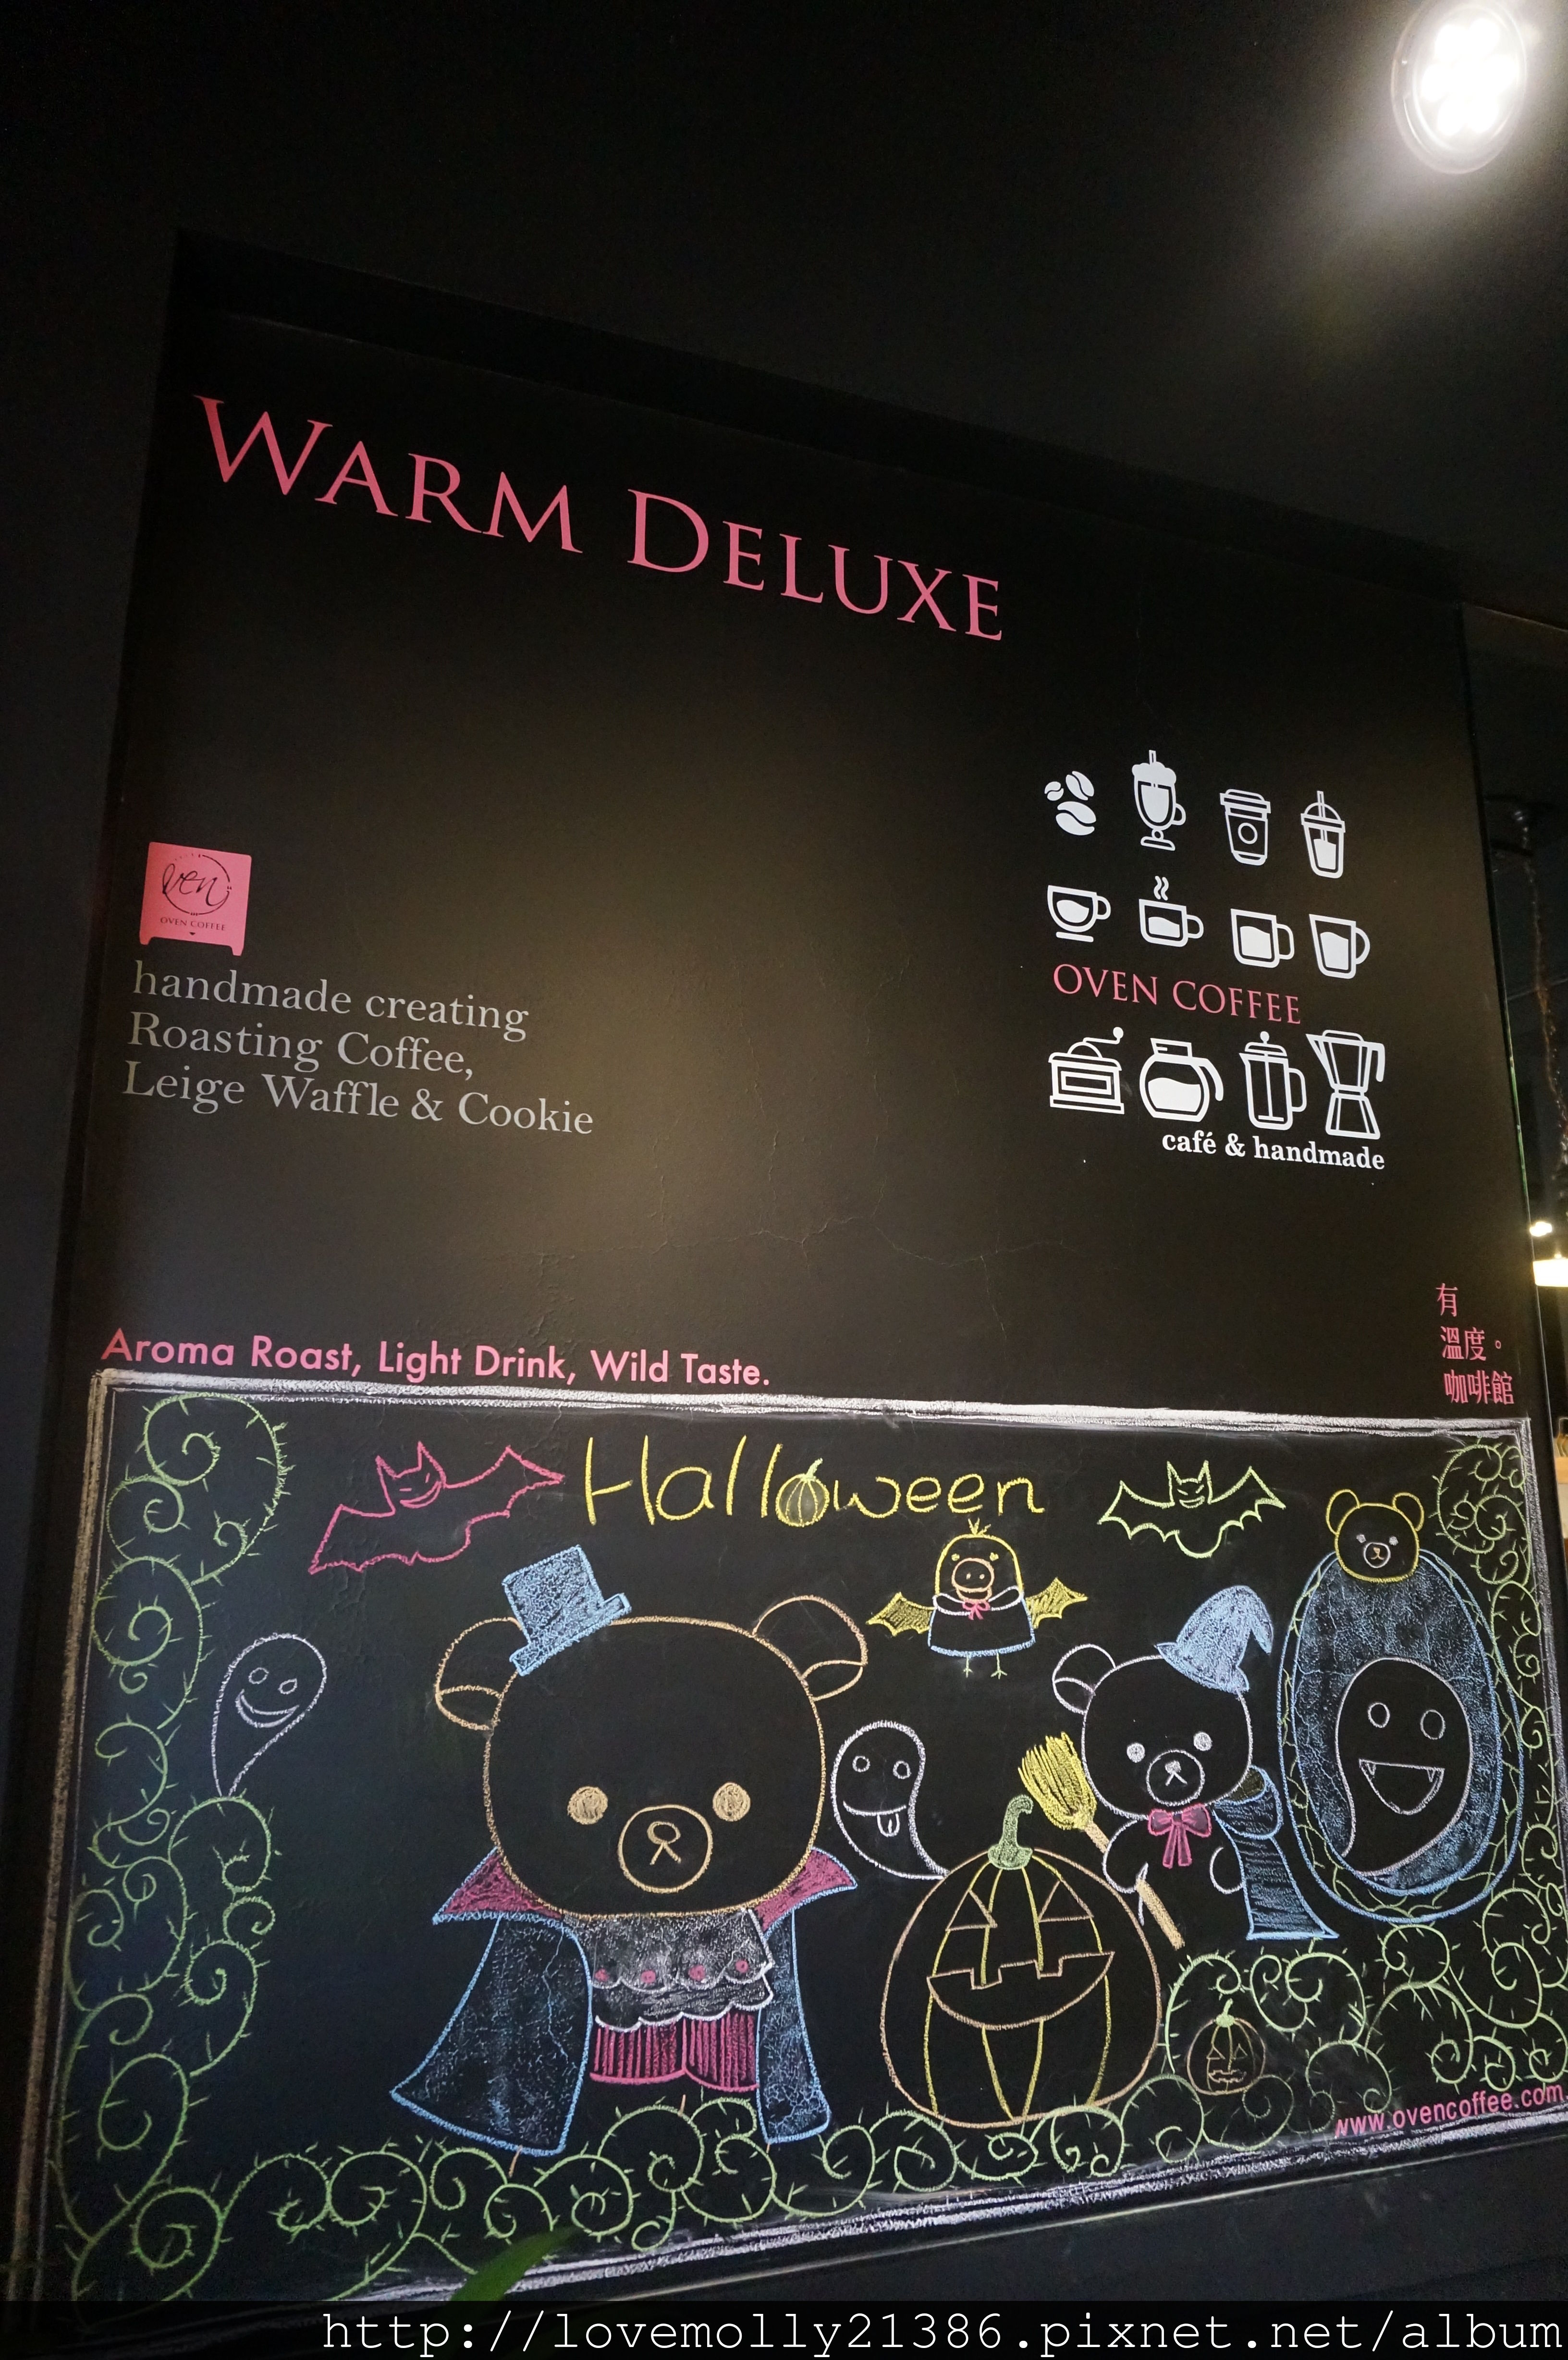 WARM DELUXE
Oven
OVEN COFFEE
handmade creating
Roasting Coffee,
Leige Waffle & Cookie
OVEN COFFEE
café & handmade
有
溫度。
咖啡館
Aroma Roast, Light Drink, Wild Taste.
Halloween
www.ovencoffee.com
http://lovemolly21386.pixnet.net/album